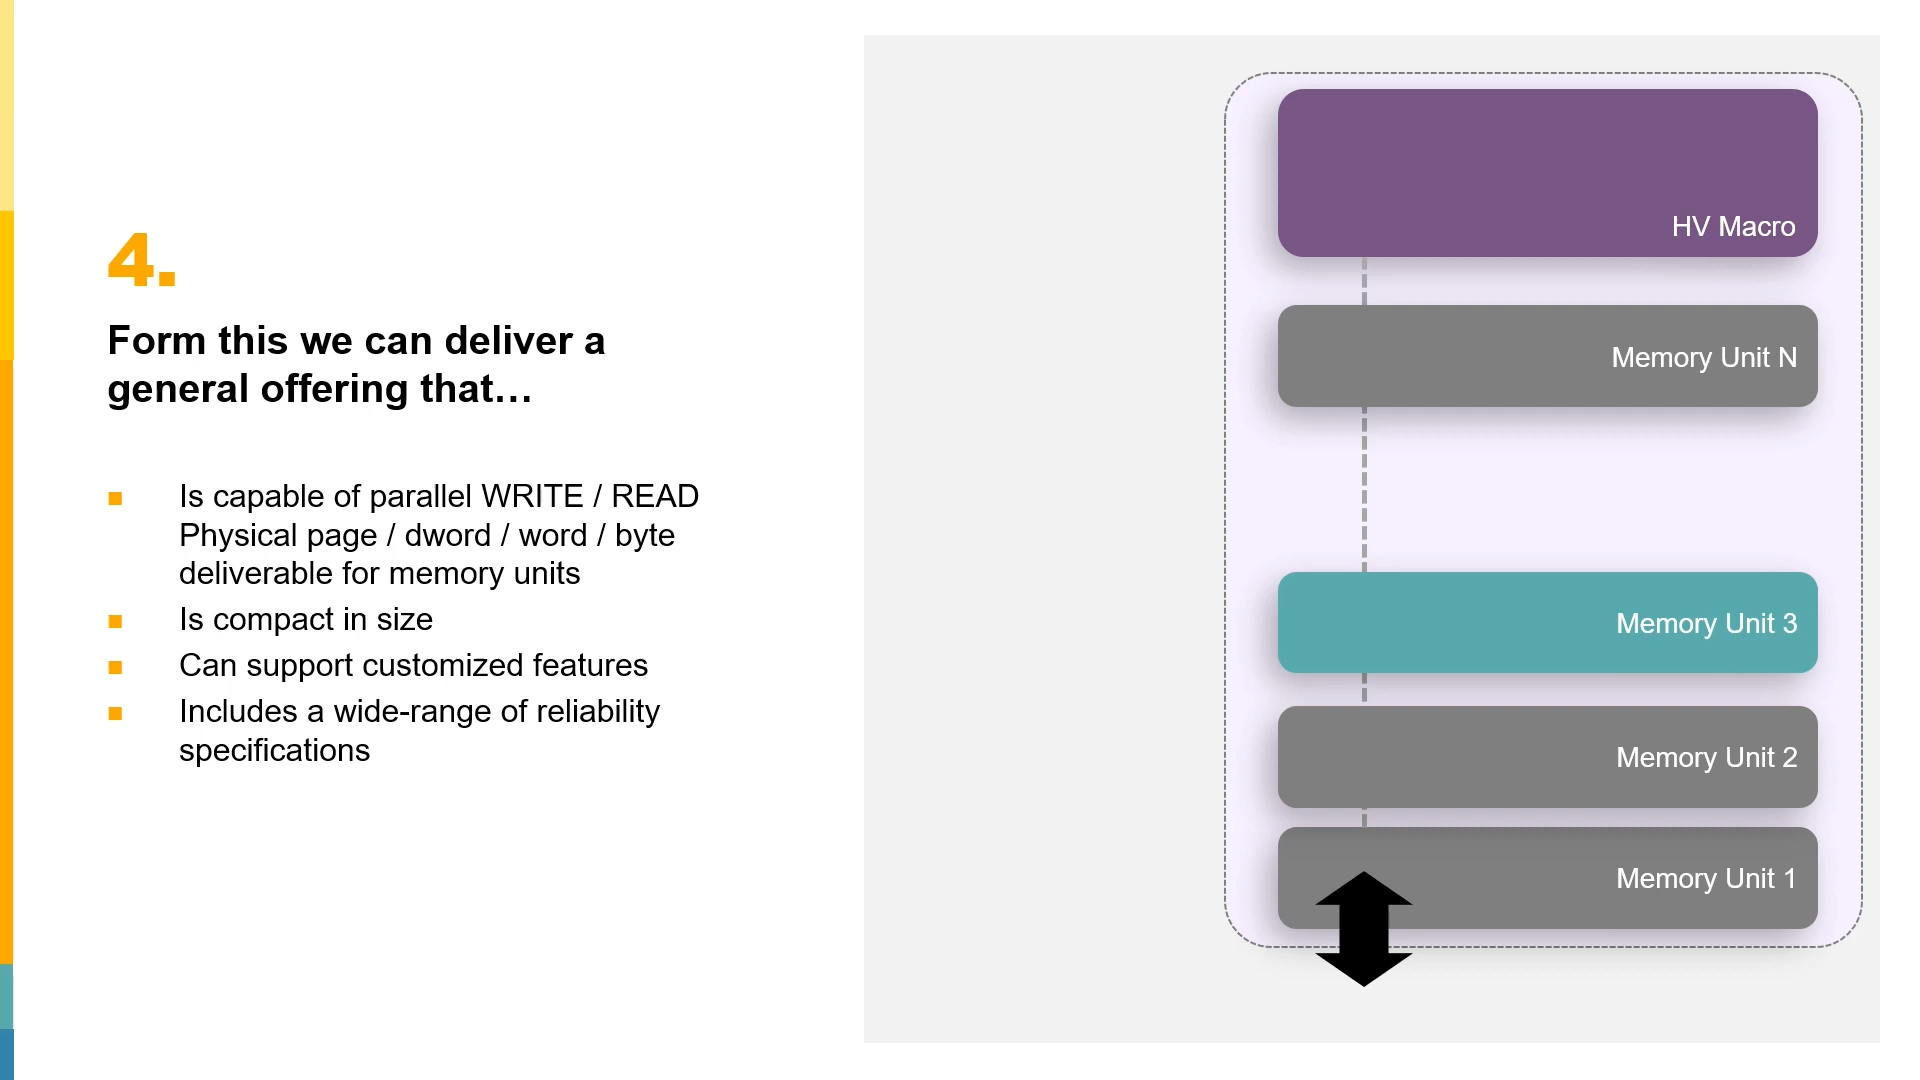 4.
Form this we can deliver a
general offering that…
Is capable of parallel WRITE / READ
Physical page / dword / word / byte
deliverable for memory units
Is compact in size
Can support customized features
Includes a wide-range of reliability
specifications
HV Macro
Memory Unit N
Memory Unit 3
Memory Unit 2
Memory Unit 1